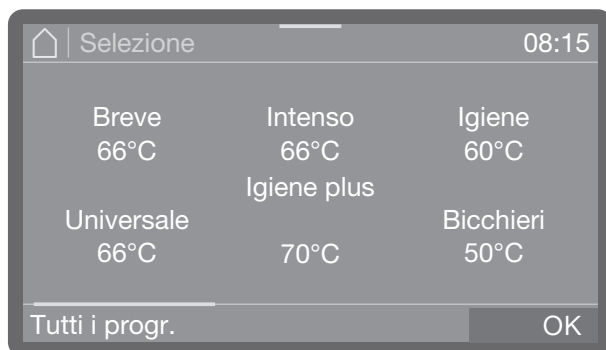 Selezione 08:15
Breve Intenso Igiene
66°C 66°C 60°C
Igiene plus
Universale Bicchieri
66°C 70°C 50°C
Tutti i progr. OK